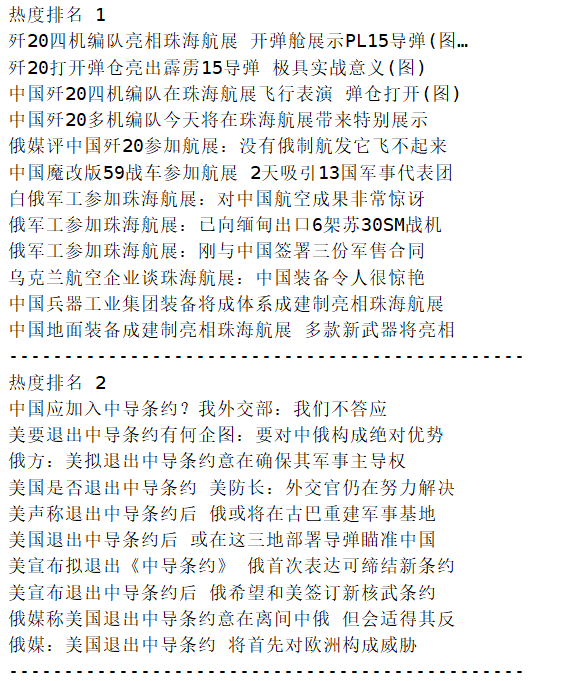 热度排名 1
歼20四机编队亮相珠海航展 开弹舱展示PL15导弹(图…
歼20打开弹仓亮出霹雳15导弹 极具实战意义(图)
中国歼20四机编队在珠海航展飞行表演 弹仓打开(图)
中国歼20多机编队今天将在珠海航展带来特别展示
俄媒评中国歼20参加航展：没有俄制航发它飞不起来
中国魔改版59战车参加航展 2天吸引13国军事代表团
白俄军工参加珠海航展：对中国航空成果非常惊讶
俄军工参加珠海航展：已向缅甸出口6架苏30SM战机
俄军工参加珠海航展：刚与中国签署三份军售合同
乌克兰航空企业谈珠海航展：中国装备令人很惊艳
中国兵器工业集团装备将成体系成建制亮相珠海航展
中国地面装备成建制亮相珠海航展 多款新武器将亮相
-----------------------------------------------
热度排名 2
中国应加入中导条约？我外交部：我们不答应
美要退出中导条约有何企图：要对中俄构成绝对优势
俄方：美拟退出中导条约意在确保其军事主导权
美国是否退出中导条约 美防长：外交官仍在努力解决
美声称退出中导条约后 俄或将在古巴重建军事基地
美国退出中导条约后 或在这三地部署导弹瞄准中国
美宣布拟退出《中导条约》 俄首次表达可缔结新条约
美宣布退出中导条约后 俄希望和美签订新核武条约
俄媒称美国退出中导条约意在离间中俄 但会适得其反
俄媒：美国退出中导条约 将首先对欧洲构成威胁
-----------------------------------------------